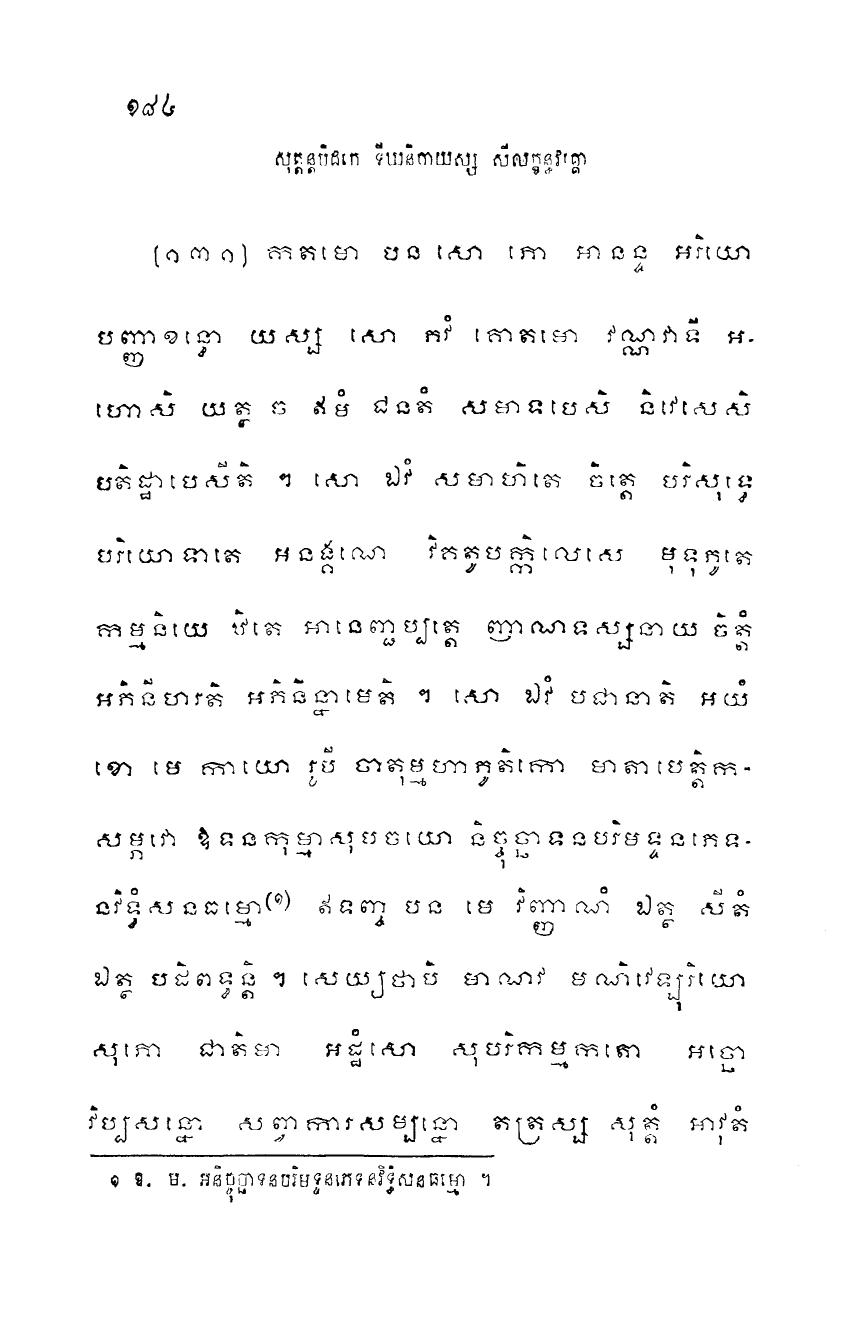 ១៨៤
សុត្តន្តបិដកេ ទីឃនិកាយស្ស សីលក្ខន្ធវគ្គោ
[១៣១] កតមោ បន សោ ភោ អានន្ទ អរិយោ
បញ្ញាខន្ធោ យស្ស សោ ភវំ គោតមោ វណ្ណវាទី អ-
ហោសិ យត្ថ ច ឥមំ ជនតំ សមាទបេសិ និវេសេសិ
បតិដ្ឋាបេសីតិ ។ សោ ឯវំ សមាហិតេ ចិត្តេ បរិសុទ្ធេ
បរិយោទាតេ អនង្គណេ វិគតូបក្កិលេសេ មុទុភូតេ
កម្មនិយេ ឋិតេ អានេញ្ជប្បត្តេ ញាណទស្សនាយ ចិត្តំ
អភិនីហរតិ អភិនិន្នាមេតិ ។ សោ ឯវំ បជានាតិ អយំ
ខោ មេ កាយោ រូបី ចាតុម្មហាភូតិកោ មាតាបេត្តិក-
សម្ភវោ ឱទនកុម្មាសុបចយោ និច្ចុច្ឆាទនបរិមទ្ទនភេទ-
នវិទ្ធំសនធម្មោ(១) ឥទញ្ច បន មេ វិញ្ញាណំ ឯត្ថ សីតំ
ឯត្ថ បដិពទ្ធន្តិ ។ សេយ្យថាបិ មាណវ មណិវេឡុរិយោ
សុភោ ជាតិមា អដ្ឋំសោ សុបរិកម្មកតោ អច្ឆោ
វិប្បសន្នោ សព្វាការសម្បន្នោ តត្រស្ស សុត្តំ អាវុតំ
១ ឱ. ម. អនិច្ចុច្ឆាទនបរិមទ្ទនភេទនវិទ្ធំសនធម្មោ ។